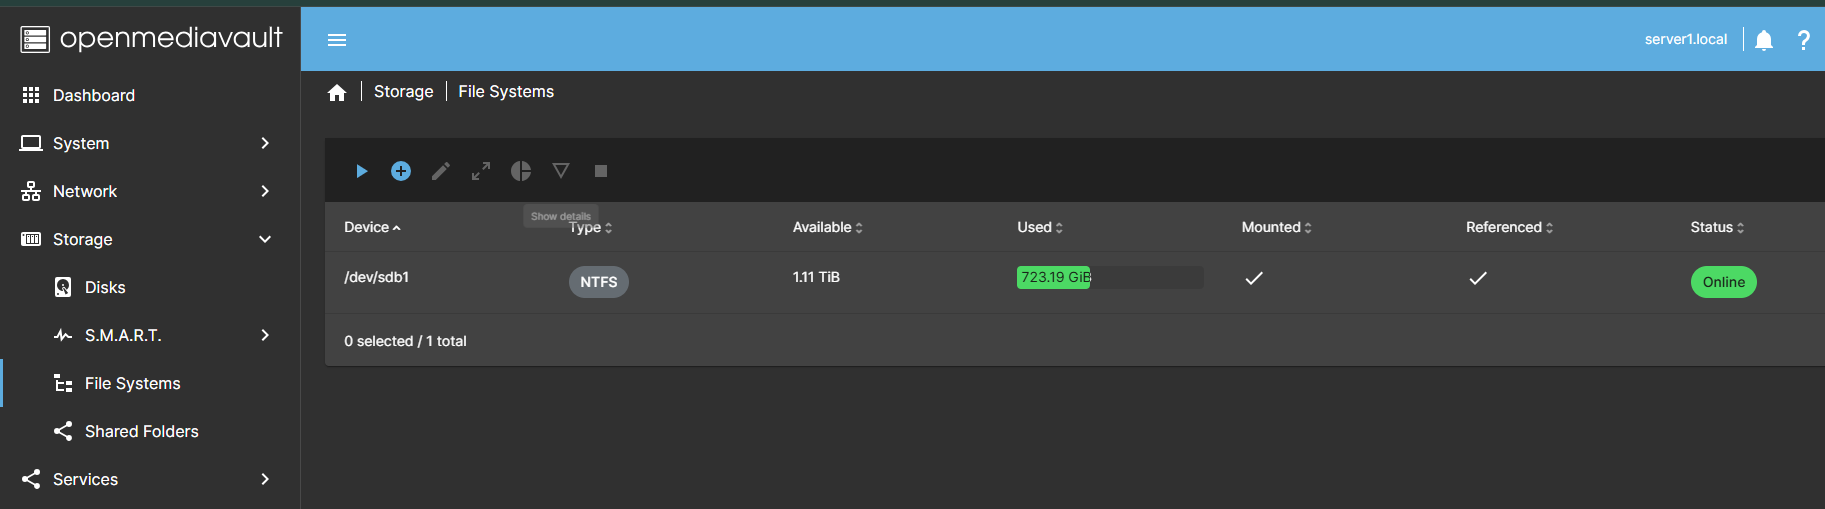 openmediavault
server1.local
?
Dashboard
System
Network
Storage
Disks
S.M.A.R.T.
File Systems
Shared Folders
Services
Storage | File Systems
Show details
Device Type Available Used Mounted Referenced Status
/dev/sdb1 NTFS 1.11 TiB 723.19 GiB Online
0 selected / 1 total